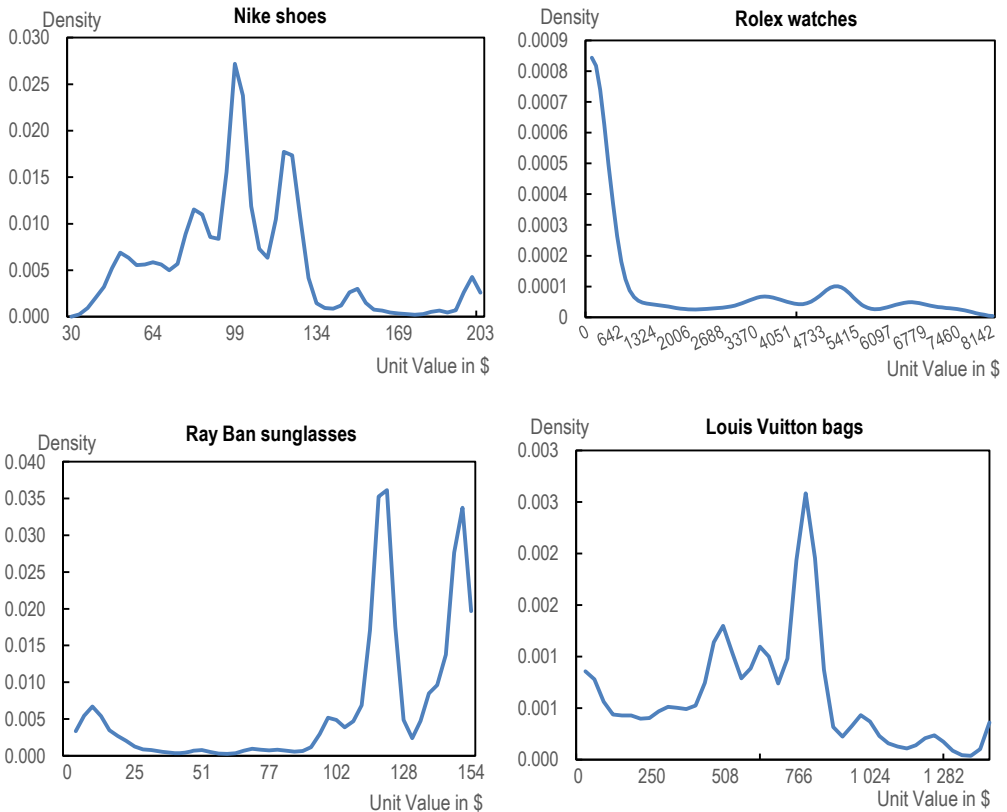 Nike shoes
Density
0.030
0.025
0.020
0.015
0.010
0.005
0.000
30 64 99 134 169 203
Unit Value in $
Rolex watches
Density
0.0009
0.0008
0.0007
0.0006
0.0005
0.0004
0.0003
0.0002
0.0001
0
0 642 1324 2006 2688 3370 4051 4733 5415 6097 6779 7460 8142
Unit Value in $
Ray Ban sunglasses
Density
0.040
0.035
0.030
0.025
0.020
0.015
0.010
0.005
0.000
0 25 51 77 102 128 154
Unit Value in $
Louis Vuitton bags
Density
0.003
0.003
0.002
0.002
0.001
0.001
0.000
0 250 508 766 1 024 1 282
Unit Value in $